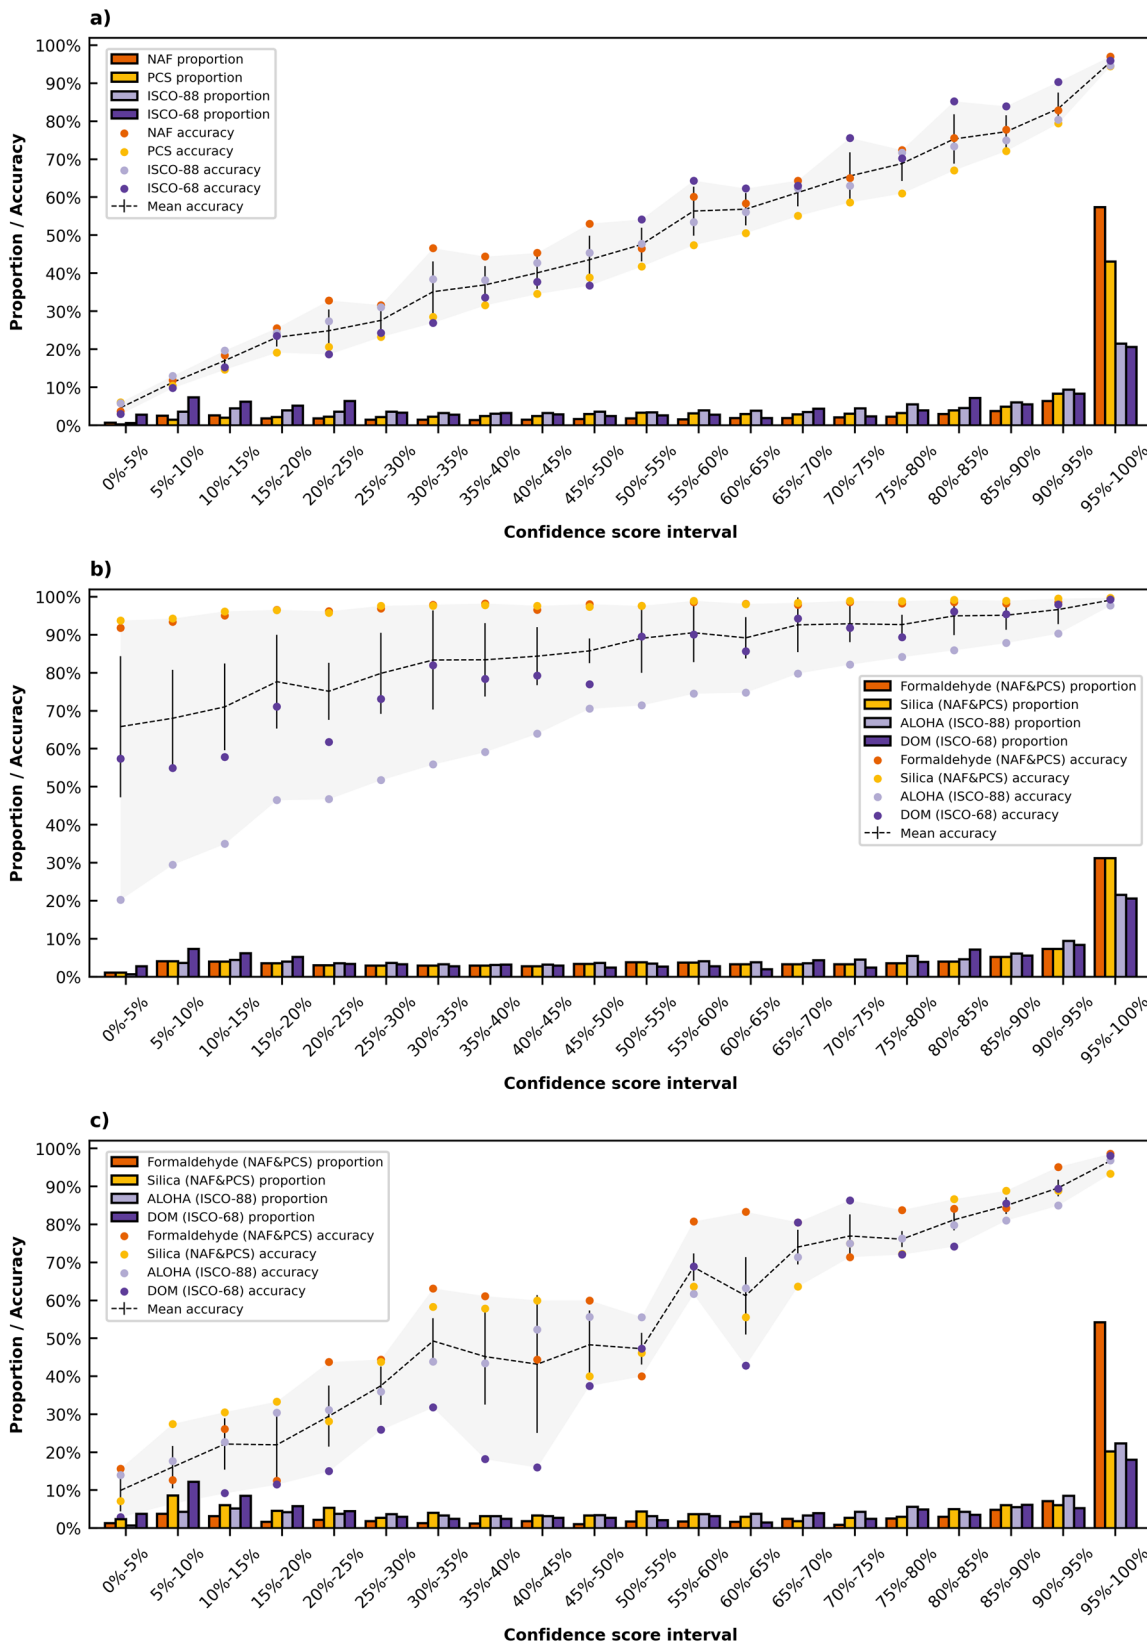 a)
100%
90%
80%
70%
60%
50%
40%
30%
20%
10%
0%
Proportion / Accuracy
NAF proportion
PCS proportion
ISCO-88 proportion
ISCO-68 proportion
NAF accuracy
PCS accuracy
ISCO-88 accuracy
ISCO-68 accuracy
Mean accuracy
0%-5%
5%-10%
10%-15%
15%-20%
20%-25%
25%-30%
30%-35%
35%-40%
40%-45%
45%-50%
50%-55%
55%-60%
60%-65%
65%-70%
70%-75%
75%-80%
80%-85%
85%-90%
90%-95%
95%-100%
Confidence score interval
b)
100%
90%
80%
70%
60%
50%
40%
30%
20%
10%
0%
Proportion / Accuracy
Formaldehyde (NAF&PCS) proportion
Silica (NAF&PCS) proportion
ALOHA (ISCO-88) proportion
DOM (ISCO-68) proportion
Formaldehyde (NAF&PCS) accuracy
Silica (NAF&PCS) accuracy
ALOHA (ISCO-88) accuracy
DOM (ISCO-68) accuracy
Mean accuracy
0%-5%
5%-10%
10%-15%
15%-20%
20%-25%
25%-30%
30%-35%
35%-40%
40%-45%
45%-50%
50%-55%
55%-60%
60%-65%
65%-70%
70%-75%
75%-80%
80%-85%
85%-90%
90%-95%
95%-100%
Confidence score interval
c)
100%
90%
80%
70%
60%
50%
40%
30%
20%
10%
0%
Proportion / Accuracy
Formaldehyde (NAF&PCS) proportion
Silica (NAF&PCS) proportion
ALOHA (ISCO-88) proportion
DOM (ISCO-68) proportion
Formaldehyde (NAF&PCS) accuracy
Silica (NAF&PCS) accuracy
ALOHA (ISCO-88) accuracy
DOM (ISCO-68) accuracy
Mean accuracy
0%-5%
5%-10%
10%-15%
15%-20%
20%-25%
25%-30%
30%-35%
35%-40%
40%-45%
45%-50%
50%-55%
55%-60%
60%-65%
65%-70%
70%-75%
75%-80%
80%-85%
85%-90%
90%-95%
95%-100%
Confidence score interval